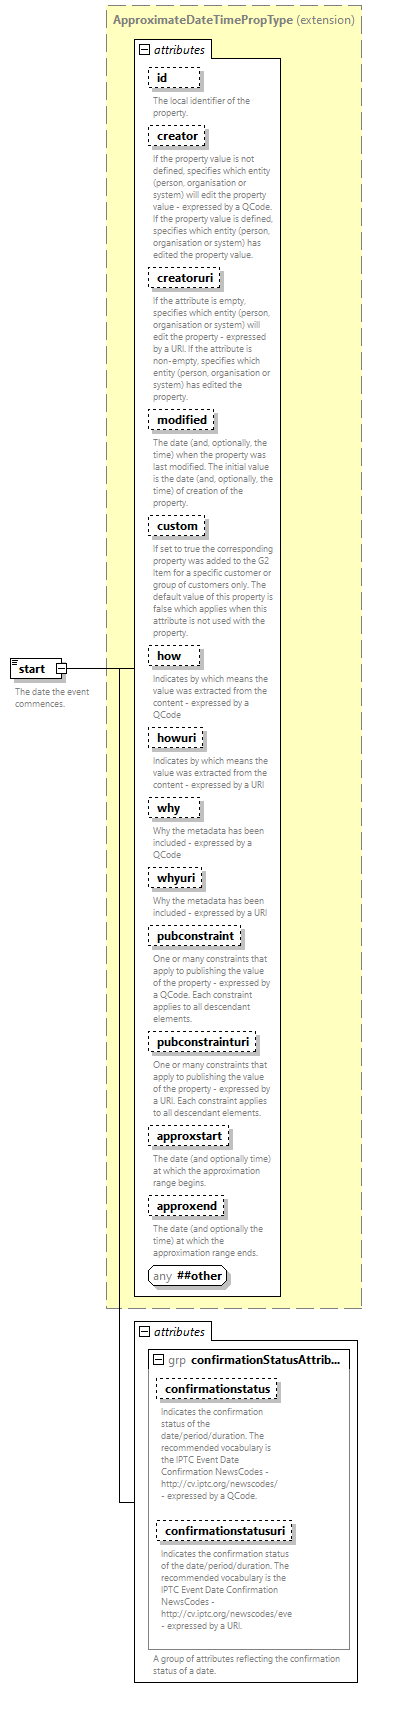 ApproximateDateTimePropType (extension)
attributes
id
The local identifier of the
property.
creator
If the property value is not
defined, specifies which entity
(person, organisation or
system) will edit the property
value - expressed by a QCode.
If the property value is defined,
specifies which entity (person,
organisation or system) has
edited the property value.
creatoruri
If the attribute is empty,
specifies which entity (person,
organisation or system) will
edit the property - expressed
by a URI. If the attribute is
non-empty, specifies which
entity (person, organisation or
system) has edited the
property.
modified
The date (and, optionally, the
time) when the property was
last modified. The initial value
is the date (and, optionally, the
time) of creation of the
property.
custom
If set to true the corresponding
property was added to the G2
Item for a specific customer or
group of customers only. The
default value of this property is
false which applies when this
attribute is not used with the
property.
how
Indicates by which means the
value was extracted from the
content - expressed by a
QCode
start
The date the event
commences.
howuri
Indicates by which means the
value was extracted from the
content - expressed by a URI
why
Why the metadata has been
included - expressed by a
QCode
whyuri
Why the metadata has been
included - expressed by a URI
pubconstraint
One or many constraints that
apply to publishing the value
of the property - expressed by
a QCode. Each constraint
applies to all descendant
elements.
pubconstrainturi
One or many constraints that
apply to publishing the value
of the property - expressed by
a URI. Each constraint applies
to all descendant elements.
approxstart
The date (and optionally time)
at which the approximation
range begins.
approxend
The date (and optionally the
time) at which the
approximation range ends.
any ##other
attributes
grp confirmationStatusAttrib...
confirmationstatus
Indicates the confirmation
status of the
date/period/duration. The
recommended vocabulary is
the IPTC Event Date
Confirmation NewsCodes -
http://cv.iptc.org/newscodes/
- expressed by a QCode.
confirmationstatusuri
Indicates the confirmation status
of the date/period/duration. The
recommended vocabulary is the
IPTC Event Date Confirmation
NewsCodes -
http://cv.iptc.org/newscodes/eve
- expressed by a URI.
A group of attributes reflecting the confirmation
status of a date.